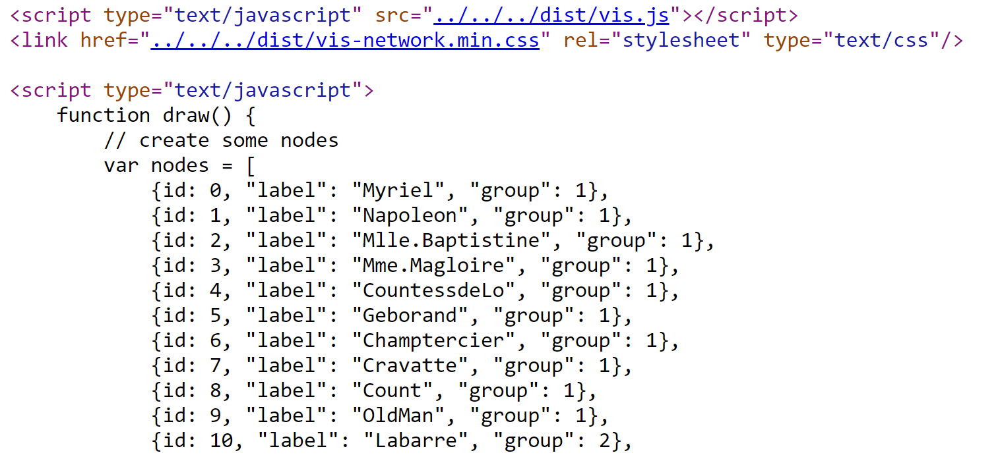 <script type="text/javascript" src="../../../dist/vis.js"></script>
<link href="../../../dist/vis-network.min.css" rel="stylesheet" type="text/css"/>
<script type="text/javascript">
function draw() {
// create some nodes
var nodes = [
{id: 0, "label": "Myriel", "group": 1},
{id: 1, "label": "Napoleon", "group": 1},
{id: 2, "label": "Mlle.Baptistine", "group": 1},
{id: 3, "label": "Mme.Magloire", "group": 1},
{id: 4, "label": "CountessdeLo", "group": 1},
{id: 5, "label": "Geborand", "group": 1},
{id: 6, "label": "Champtercier", "group": 1},
{id: 7, "label": "Cravatte", "group": 1},
{id: 8, "label": "Count", "group": 1},
{id: 9, "label": "OldMan", "group": 1},
{id: 10, "label": "Labarre", "group": 2},